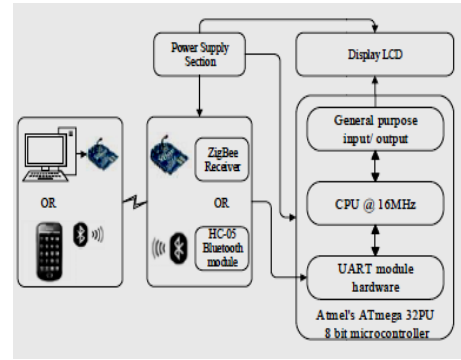 Power Supply
Section
Display LCD
General purpose
input/ output
ZigBee
Receiver
OR
OR
CPU @ 16MHz
HC-05
Bluetooth
module
UART module
hardware
Atmel's ATmega 32PU
8 bit microcontroller